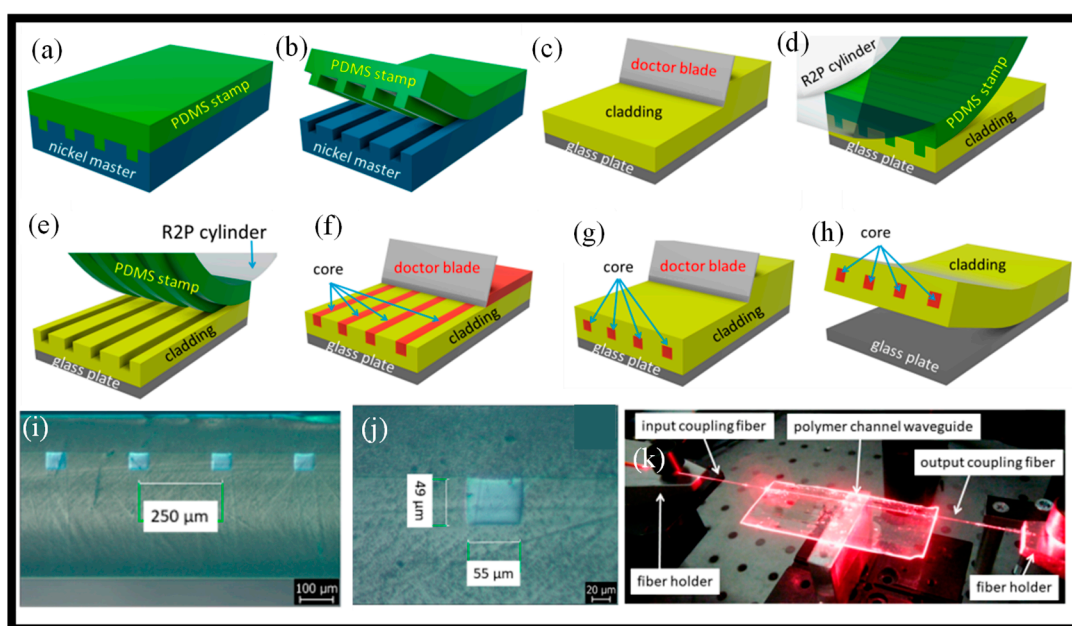 (a)
PDMS stamp
nickel master
(b)
PDMS stamp
nickel master
(c)
doctor blade
cladding
glass plate
(d)
R2P cylinder
PDMS stamp
cladding
glass plate
(e)
R2P cylinder
PDMS stamp
cladding
glass plate
(f)
core
doctor blade
cladding
glass plate
(g)
core
doctor blade
cladding
glass plate
(h)
core
cladding
glass plate
(i)
250 μm
100 μm
(j)
49 μm
55 μm
20 μm
(k)
input coupling fiber
polymer channel waveguide
output coupling fiber
fiber holder
fiber holder